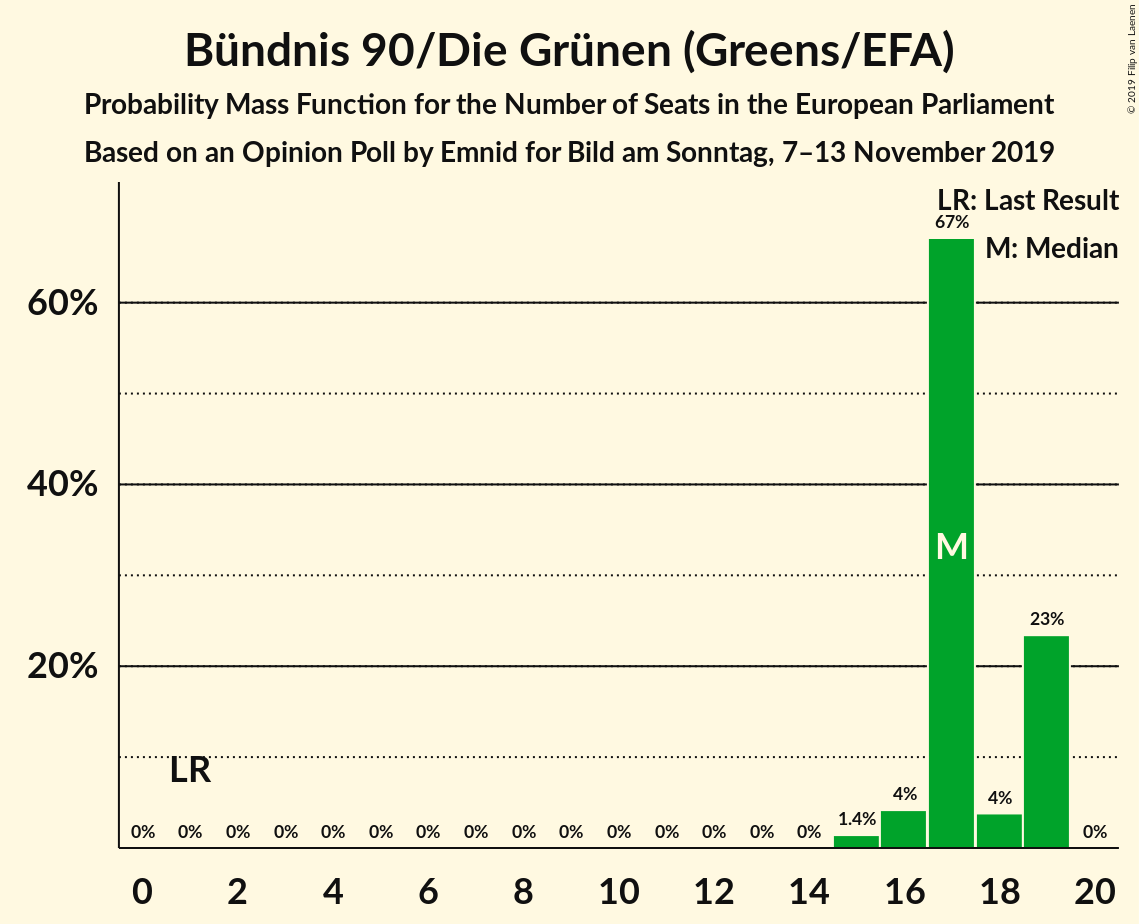 Bündnis 90/Die Grünen (Greens/EFA)
Probability Mass Function for the Number of Seats in the European Parliament
Based on an Opinion Poll by Emnid for Bild am Sonntag, 7–13 November 2019
© 2019 Filip van Laenen
LR: Last Result
M: Median
67%
60%
40%
M
23%
20%
LR
0% 0% 0% 0% 0% 0% 0% 0% 0% 0% 0% 0% 0% 0% 0% 1.4% 4% 4% 0%
0 2 4 6 8 10 12 14 16 18 20